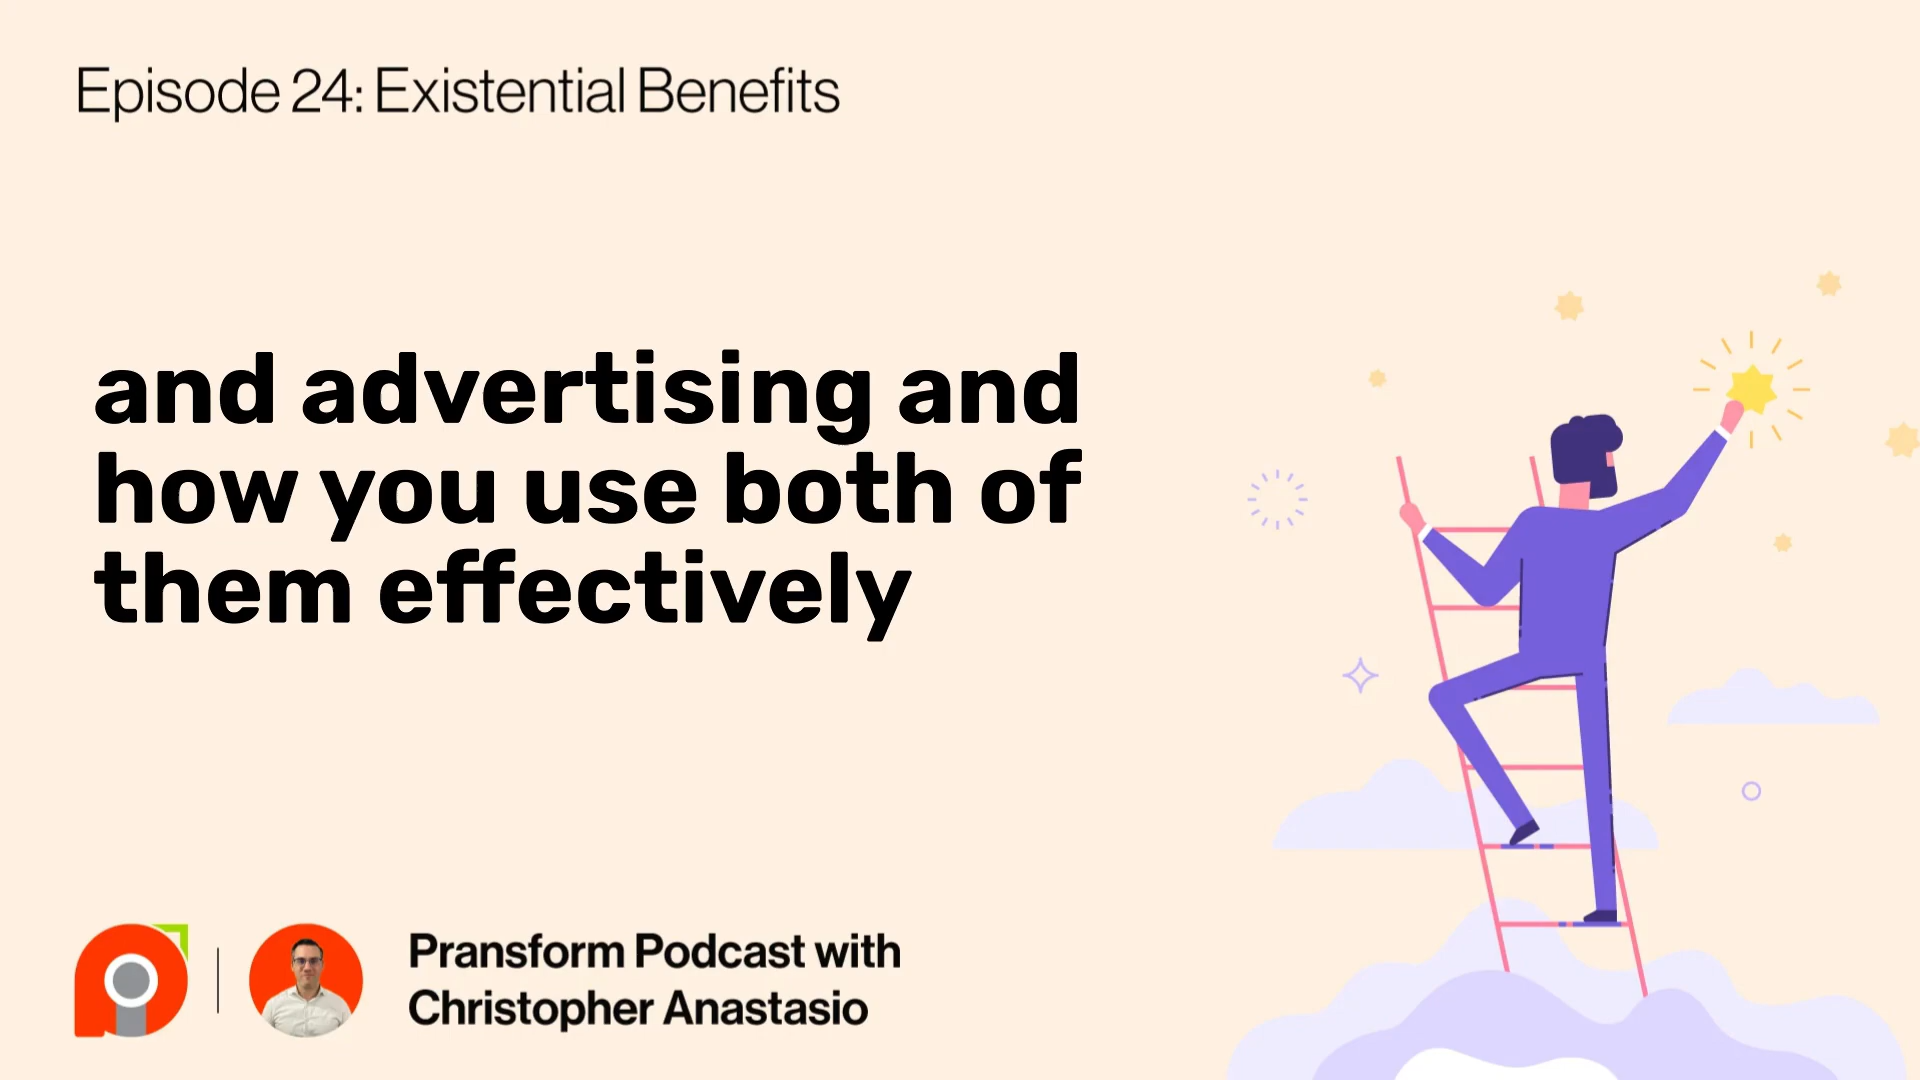 Episode 24: Existential Benefits
and advertising and
how you use both of
them effectively
Pransform Podcast with
Christopher Anastasio